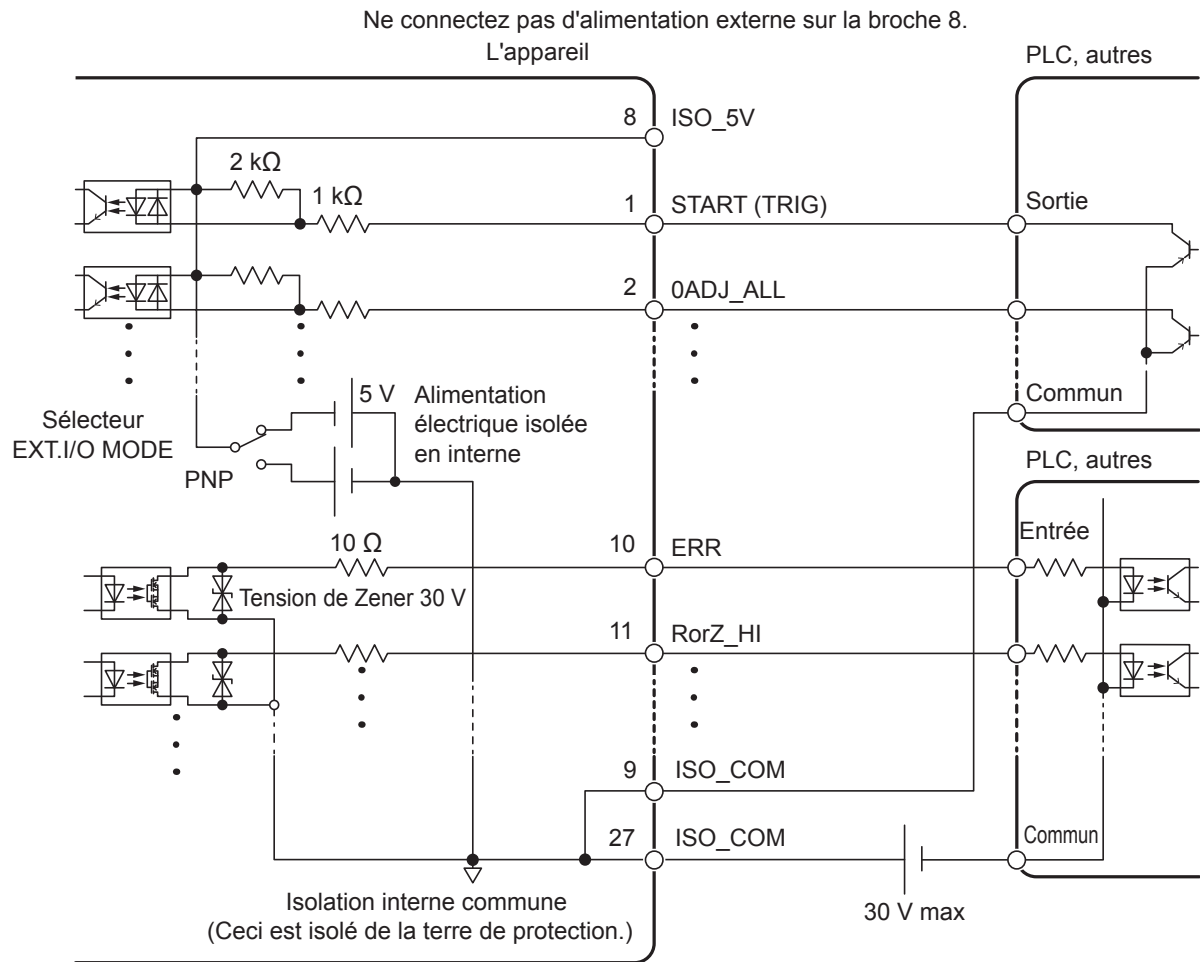 Ne connectez pas d'alimentation externe sur la broche 8.
L'appareil
PLC, autres
8 ISO_5V
2 kΩ
1 kΩ
1 START (TRIG)
Sortie
2 0ADJ_ALL
5 V
Alimentation
électrique isolée
en interne
Sélecteur
EXT.I/O MODE
PNP
Commun
PLC, autres
10 Ω
10 ERR
Entrée
Tension de Zener 30 V
11 RorZ_HI
9 ISO_COM
27 ISO_COM
Commun
Isolation interne commune
(Ceci est isolé de la terre de protection.)
30 V max